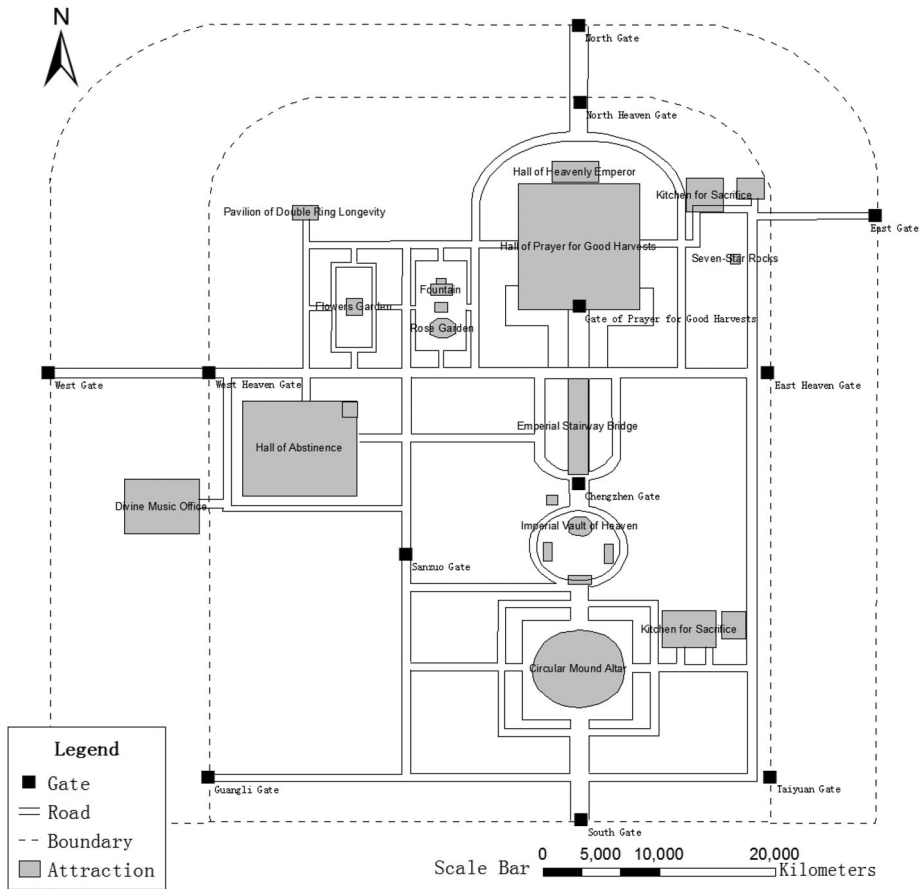 N
North Gate
North Heaven Gate
Hall of Heavenly Emperor
Kitchen for Sacrifice
Pavilion of Double Ring Longevity
East Gate
Hall of Prayer for Good Harvests
Seven-Star Rocks
Fountain
Flowers Garden
Gate of Prayer for Good Harvests
Rose Garden
West Gate
West Heaven Gate
East Heaven Gate
Emperial Stairway Bridge
Hall of Abstinence
Chengzhen Gate
Divine Music Office
Imperial Vault of Heaven
Sanzuo Gate
Kitchen for Sacrifice
Circular Mound Altar
Guangli Gate
Taiyuan Gate
South Gate
Legend
Gate
Road
Boundary
Attraction
Scale Bar
0 5,000 10,000 20,000
Kilometers